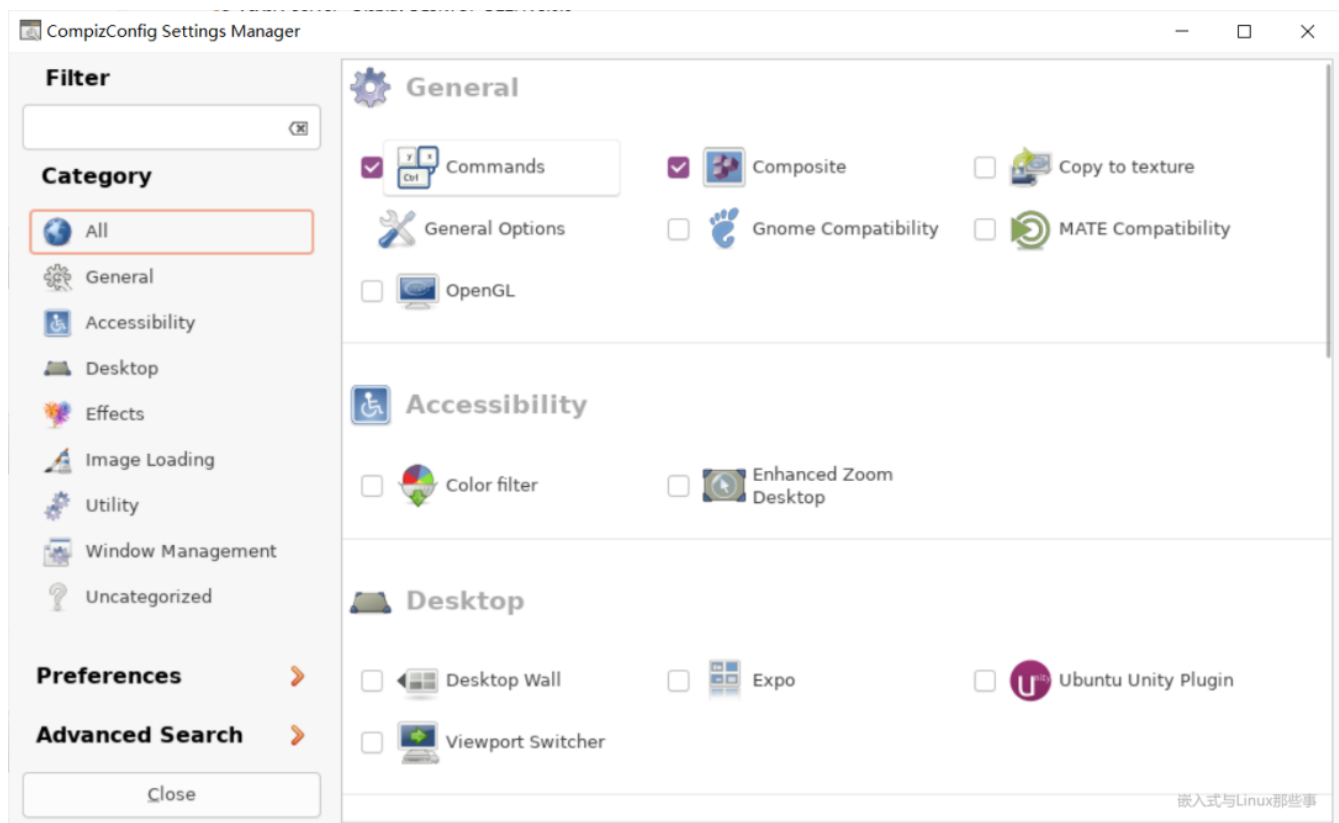 CompizConfig Settings Manager
Filter
Category
All
General
Accessibility
Desktop
Effects
Image Loading
Utility
Window Management
Uncategorized
Preferences
Advanced Search
Close
General
Commands
Composite
Copy to texture
General Options
Gnome Compatibility
MATE Compatibility
OpenGL
Accessibility
Color filter
Enhanced Zoom
Desktop
Desktop
Desktop Wall
Expo
Ubuntu Unity Plugin
Viewport Switcher
嵌入式与Linux那些事